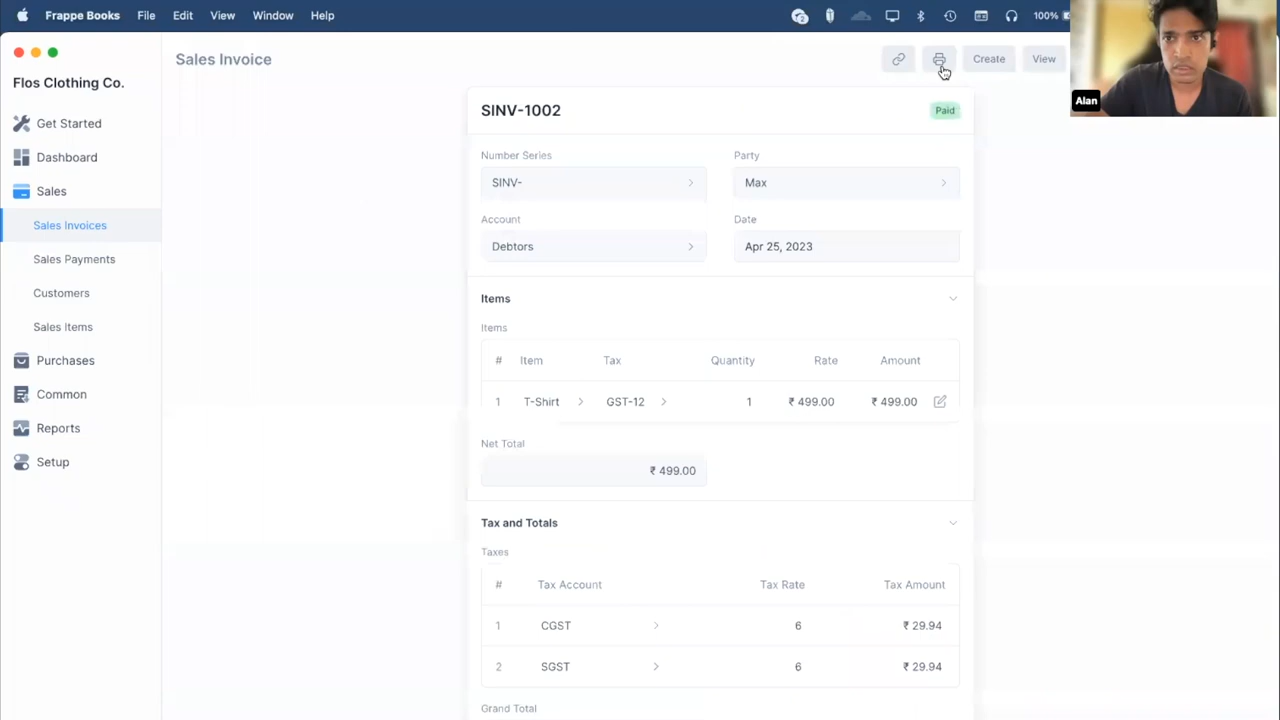 Frappe Books File Edit View Window Help 2 100%
Flos Clothing Co.
Get Started
Dashboard
Sales
Sales Invoices
Sales Payments
Customers
Sales Items
Purchases
Common
Reports
Setup
Sales Invoice
Create View
Alan
SINV-1002
Paid
Number Series Party
SINV- Max
Account Date
Debtors Apr 25, 2023
Items
Items
# Item Tax Quantity Rate Amount
1 T-Shirt GST-12 1 ₹ 499.00 ₹ 499.00
Net Total
₹ 499.00
Tax and Totals
Taxes
# Tax Account Tax Rate Tax Amount
1 CGST 6 ₹ 29.94
2 SGST 6 ₹ 29.94
Grand Total